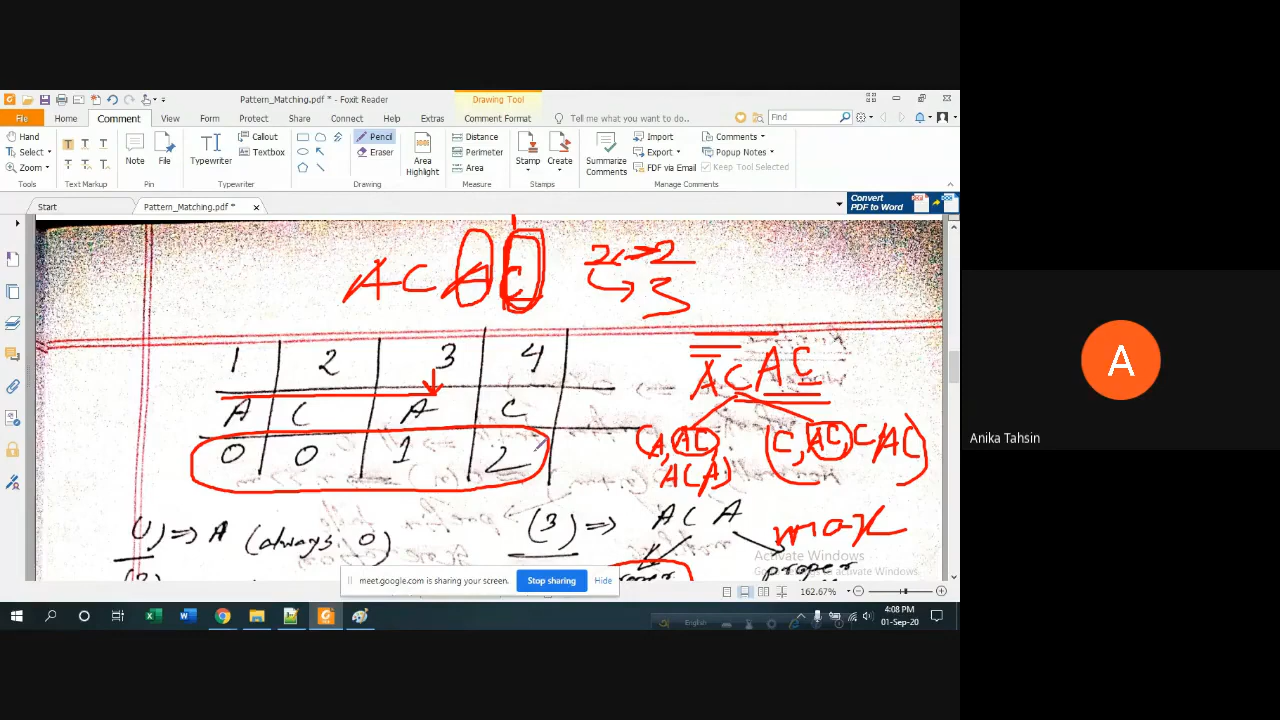 Pattern_Matching.pdf * - Foxit Reader
Drawing Tool
File Home Comment View Form Protect Share Connect Help Extras Comment Format Tell me what you want to do.. Find
Hand
Select
Zoom
Tools
Text Markup
Note
File
Pin
Typewriter
Callout
Textbox
Typewriter
Pencil
Eraser
Drawing
Area Highlight
Distance
Perimeter
Area
Measure
Stamp
Create
Stamps
Summarize Comments
Import
Export
FDF via Email
Comments
Popup Notes
Keep Tool Selected
Manage Comments
Start
Pattern_Matching.pdf *
Convert PDF to Word
A C A C
2 2
3
1 2 3 4
A C A C
0 0 1 2
A C A C
A, AC
ACA
C, AC, CAC
max
(1) => A (always 0)
(3) => ACA
proper
proper
Activate Windows
meet.google.com is sharing your screen.
Stop sharing
Hide
162.67%
English
4:08 PM
01-Sep-20
A
Anika Tahsin